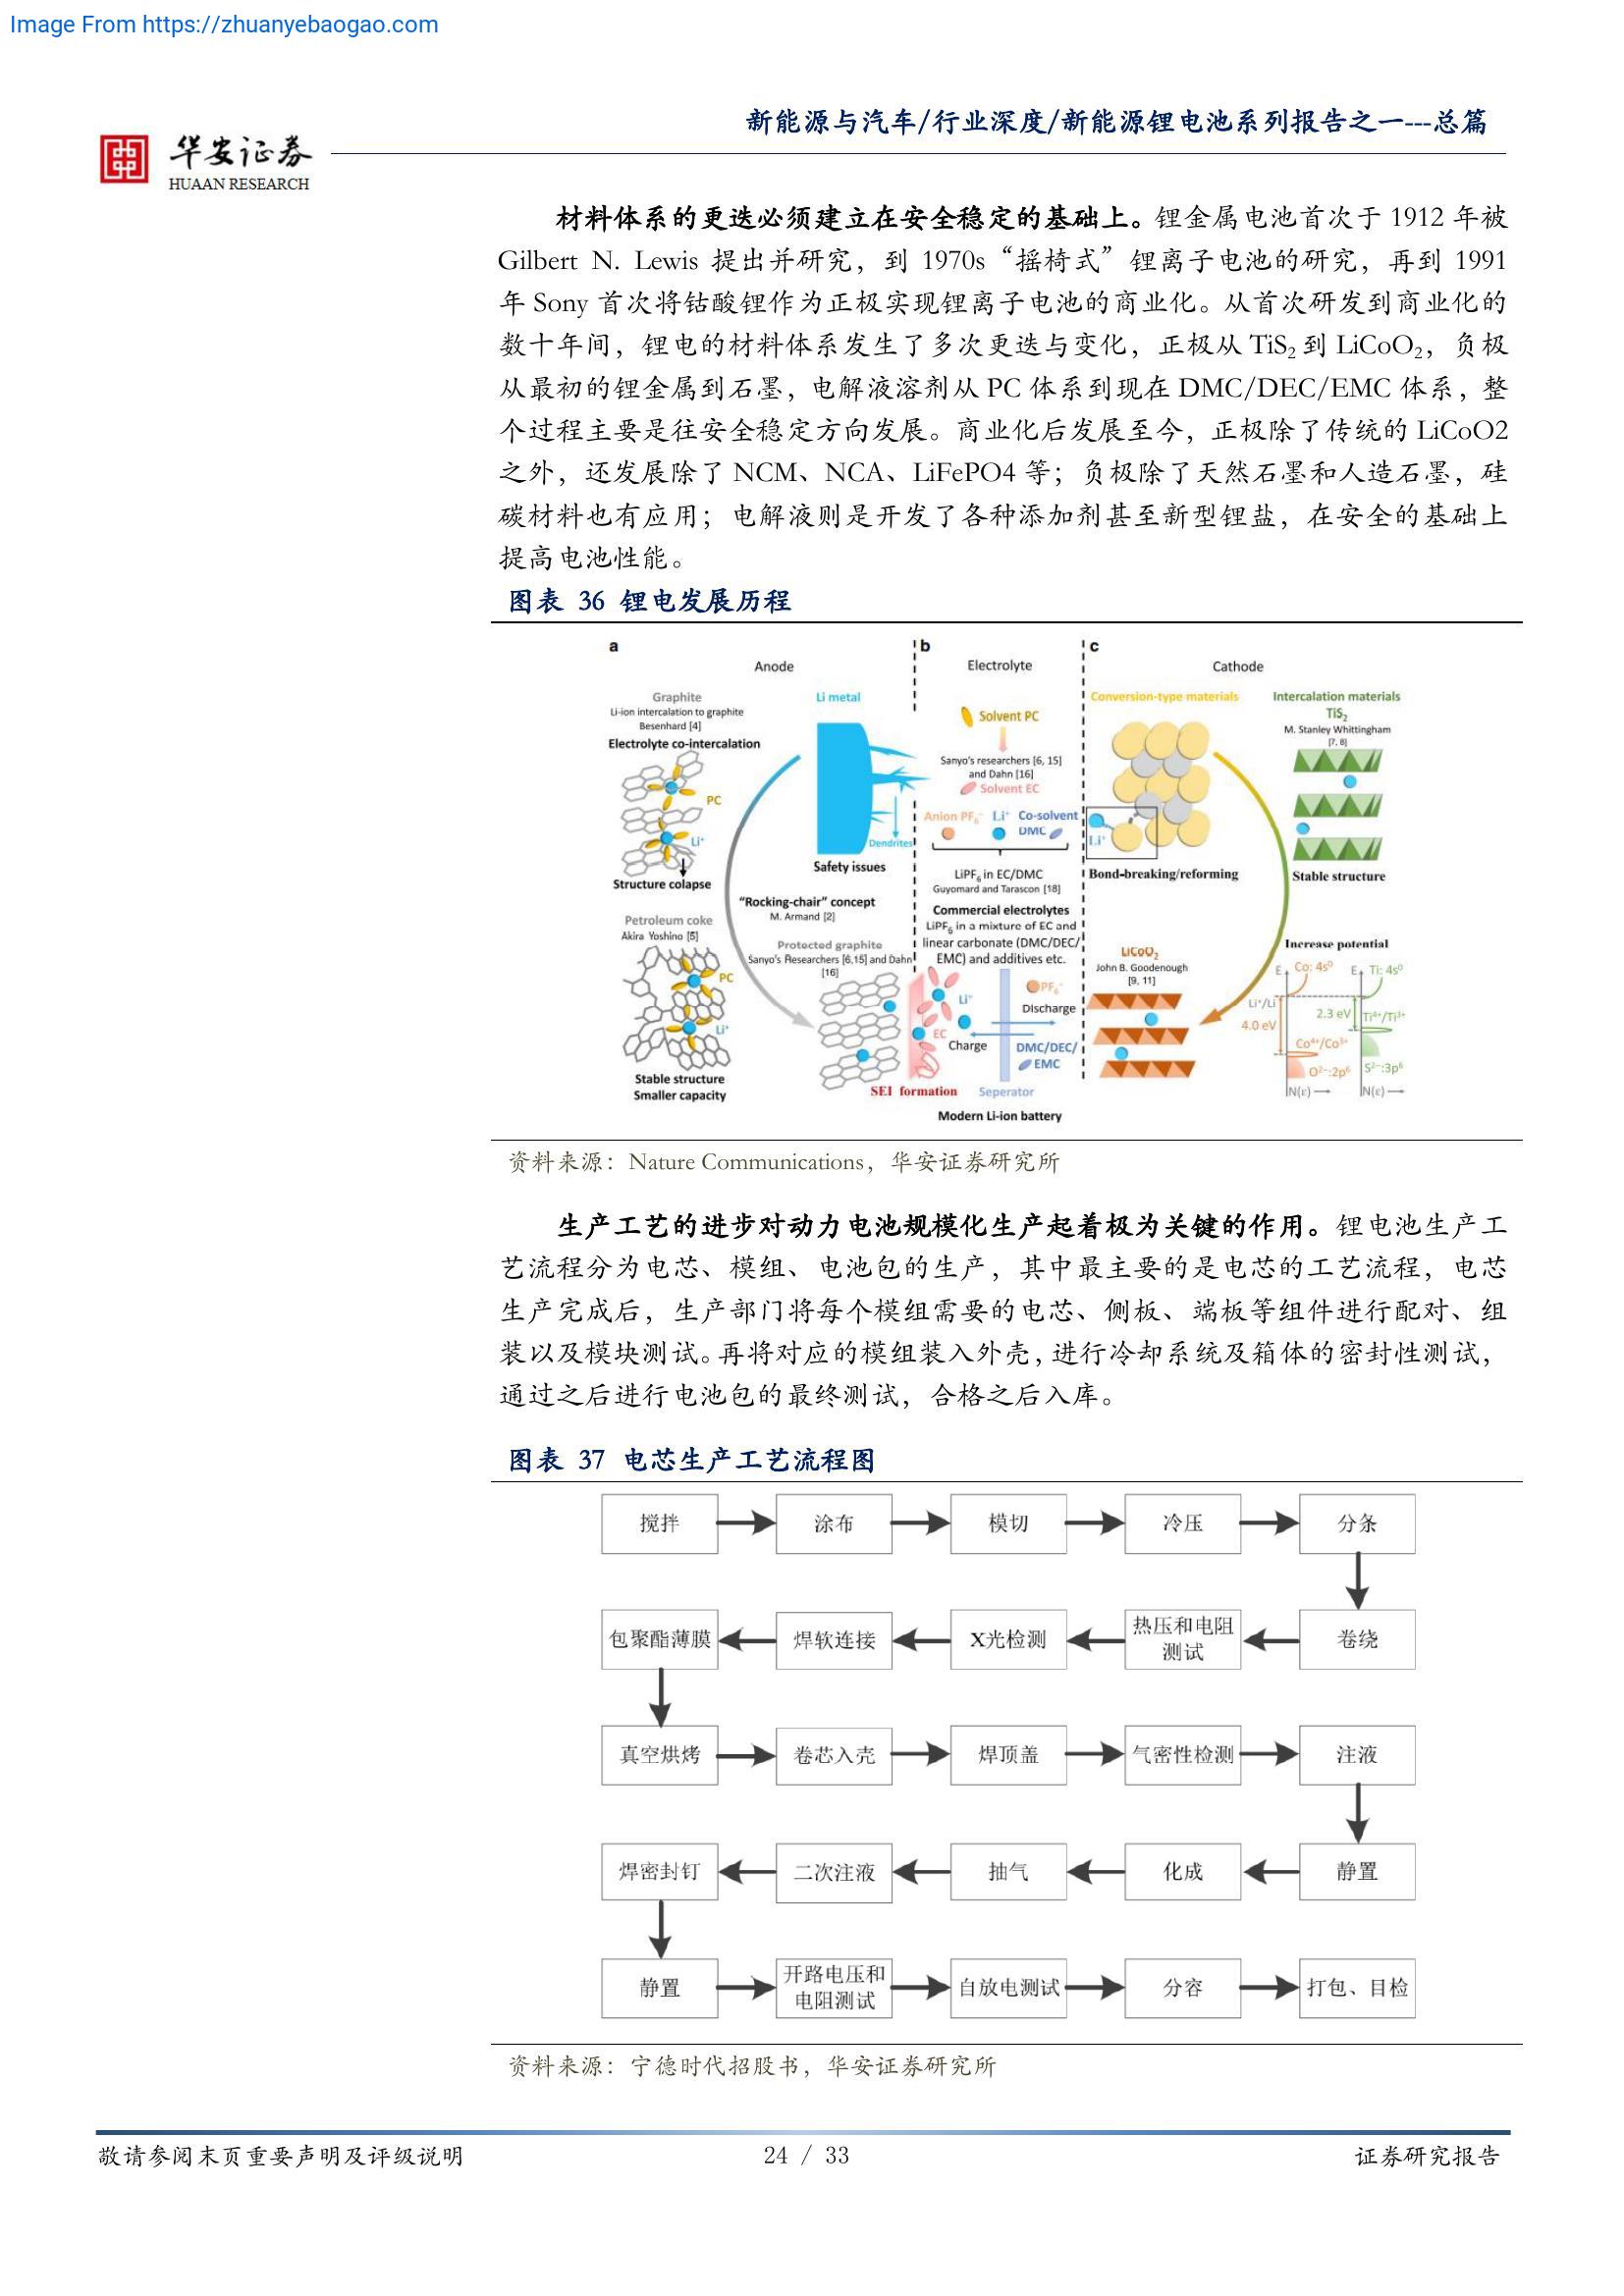 Image From https://zhuanyebaogao.com
新能源与汽车/行业深度/新能源锂电池系列报告之一---总篇
华安证券
HUAAN RESEARCH
材料体系的更迭必须建立在安全稳定的基础上。锂金属电池首次于 1912 年被
Gilbert N. Lewis 提出并研究，到 1970s “摇椅式”锂离子电池的研究，再到 1991
年 Sony 首次将钴酸锂作为正极实现锂离子电池的商业化。从首次研发到商业化的
数十年间，锂电的材料体系发生了多次更迭与变化，正极从 TiS₂ 到 LiCoO₂，负极
从最初的锂金属到石墨，电解液溶剂从 PC 体系到现在 DMC/DEC/EMC 体系，整
个过程主要是往安全稳定方向发展。商业化后发展至今，正极除了传统的 LiCoO2
之外，还发展除了 NCM、NCA、LiFePO4 等；负极除了天然石墨和人造石墨，硅
碳材料也有应用；电解液则是开发了各种添加剂甚至新型锂盐，在安全的基础上
提高电池性能。
图表 36 锂电发展历程
a
Anode
Graphite
Li-ion intercalation to graphite
Besenhard [4]
Electrolyte co-intercalation
PC
Li⁺
Structure colapse
Petroleum coke
Akira Yoshino [5]
PC
Li⁺
Stable structure
Smaller capacity
Li metal
Dendrites
Safety issues
“Rocking-chair” concept
M. Armand [2]
Protected graphite
Sanyo's Researchers [6,15] and Dahn
[16]
SEI formation
b
Electrolyte
Solvent PC
Sanyo's researchers [6, 15]
and Dahn [16]
Solvent EC
Anion PF₆⁻ Li⁺ Co-solvent
DMC
LiPF₆ in EC/DMC
Guyomard and Tarascon [18]
Commercial electrolytes
LiPF₆ in a mixture of EC and
linear carbonate (DMC/DEC/
EMC) and additives etc.
PF₆⁻
Li⁺
Discharge
EC
Charge
DMC/DEC/
EMC
Seperator
Modern Li-ion battery
c
Cathode
Conversion-type materials
Li⁺
Bond-breaking/reforming
LiCoO₂
John B. Goodenough
[9, 11]
Intercalation materials
TiS₂
M. Stanley Whittingham
[7, 8]
Stable structure
Increase potential
E Co: 4s⁰ E Ti: 4s⁰
Li⁺/Li
4.0 eV
2.3 eV
Ti⁴⁺/Ti³⁺
Co⁴⁺/Co³⁺
O²⁻:2p⁶
S²⁻:3p⁶
N(ε)
N(ε)
资料来源：Nature Communications，华安证券研究所
生产工艺的进步对动力电池规模化生产起着极为关键的作用。锂电池生产工
艺流程分为电芯、模组、电池包的生产，其中最主要的是电芯的工艺流程，电芯
生产完成后，生产部门将每个模组需要的电芯、侧板、端板等组件进行配对、组
装以及模块测试。再将对应的模组装入外壳，进行冷却系统及箱体的密封性测试，
通过之后进行电池包的最终测试，合格之后入库。
图表 37 电芯生产工艺流程图
搅拌
涂布
模切
冷压
分条
包聚酯薄膜
焊软连接
X光检测
热压和电阻
测试
卷绕
真空烘烤
卷芯入壳
焊顶盖
气密性检测
注液
焊密封钉
二次注液
抽气
化成
静置
静置
开路电压和
电阻测试
自放电测试
分容
打包、目检
资料来源：宁德时代招股书，华安证券研究所
敬请参阅末页重要声明及评级说明
24 / 33
证券研究报告